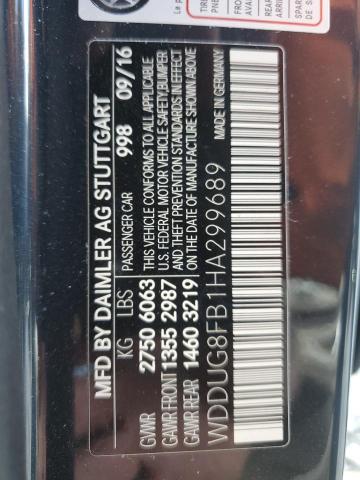 MFD BY DAIMLER AG STUTTGART
PASSENGER CAR 998 09/16
KG LBS
GVWR 2750 6063
GAWR FRONT 1355 2987
GAWR REAR 1460 3219
THIS VEHICLE CONFORMS TO ALL APPLICABLE
U.S. FEDERAL MOTOR VEHICLE SAFETY,BUMPER
AND THEFT PREVENTION STANDARDS IN EFFECT
ON THE DATE OF MANUFACTURE SHOWN ABOVE
MADE IN GERMANY
WDDUG8FB1HA299689